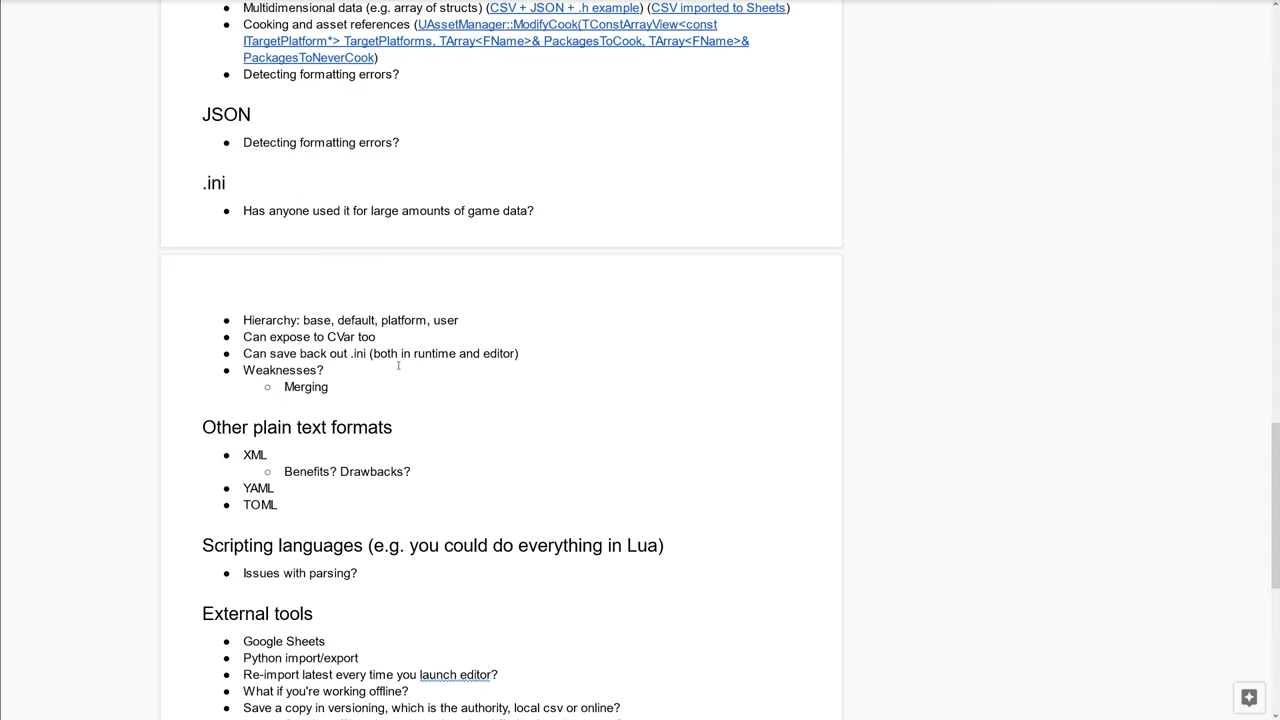 Multidimensional data (e.g. array of structs) (CSV + JSON + .h example) (CSV imported to Sheets)
Cooking and asset references (UAssetManager::ModifyCook(TConstArrayView<const
ITargetPlatform*> TargetPlatforms, TArray<FName>& PackagesToCook, TArray<FName>&
PackagesToNeverCook)
Detecting formatting errors?
JSON
Detecting formatting errors?
.ini
Has anyone used it for large amounts of game data?
Hierarchy: base, default, platform, user
Can expose to CVar too
Can save back out .ini (both in runtime and editor)
Weaknesses?
Merging
Other plain text formats
XML
Benefits? Drawbacks?
YAML
TOML
Scripting languages (e.g. you could do everything in Lua)
Issues with parsing?
External tools
Google Sheets
Python import/export
Re-import latest every time you launch editor?
What if you're working offline?
Save a copy in versioning, which is the authority, local csv or online?